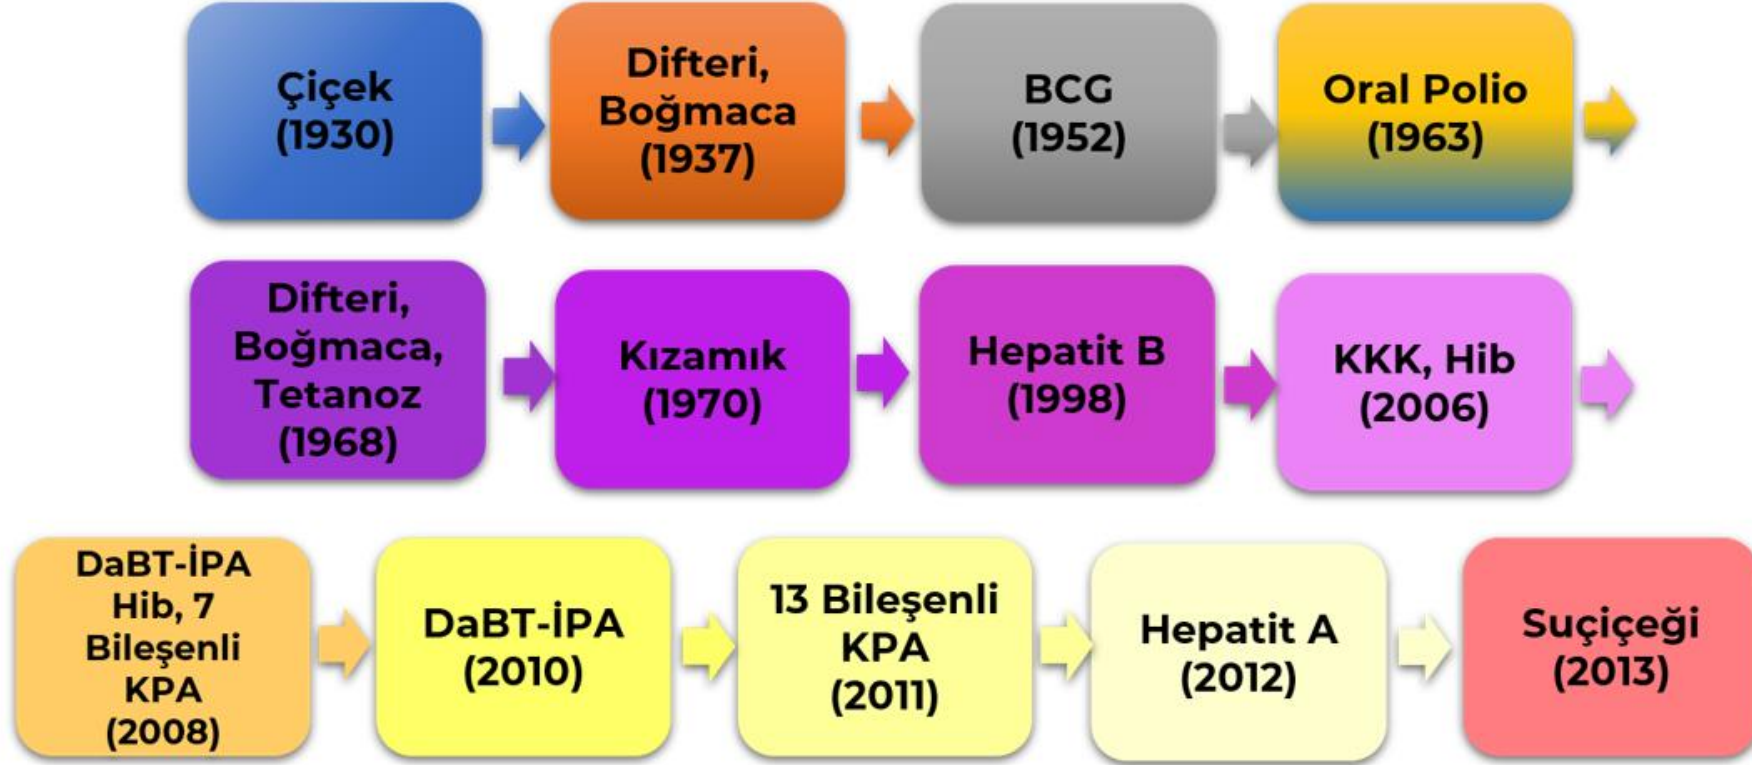 Çiçek
(1930)
Difteri,
Boğmaca
(1937)
BCG
(1952)
Oral Polio
(1963)
Difteri,
Boğmaca,
Tetanoz
(1968)
Kızamık
(1970)
Hepatit B
(1998)
KKK, Hib
(2006)
DaBT-İPA
Hib, 7
Bileşenli
KPA
(2008)
DaBT-İPA
(2010)
13 Bileşenli
KPA
(2011)
Hepatit A
(2012)
Suçiçeği
(2013)